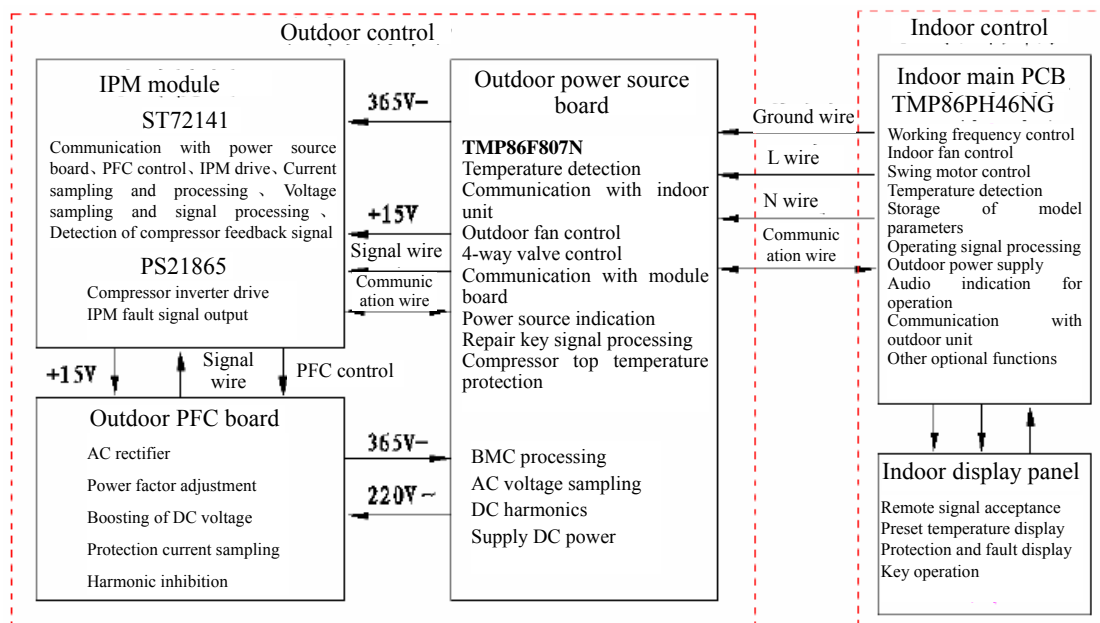 Outdoor control
IPM module
ST72141
Communication with power source
board、PFC control、IPM drive、Current
sampling and processing 、 Voltage
sampling and signal processing 、
Detection of compressor feedback signal
PS21865
Compressor inverter drive
IPM fault signal output
365V-
+15V
Signal wire
Communic
ation wire
+15V
Signal
wire
PFC control
Outdoor PFC board
AC rectifier
Power factor adjustment
Boosting of DC voltage
Protection current sampling
Harmonic inhibition
365V-
220V~
Outdoor power source
board
TMP86F807N
Temperature detection
Communication with indoor
unit
Outdoor fan control
4-way valve control
Communication with module
board
Power source indication
Repair key signal processing
Compressor top temperature
protection
BMC processing
AC voltage sampling
DC harmonics
Supply DC power
Ground wire
L wire
N wire
Communic
ation wire
Indoor control
Indoor main PCB
TMP86PH46NG
Working frequency control
Indoor fan control
Swing motor control
Temperature detection
Storage of model
parameters
Operating signal processing
Outdoor power supply
Audio indication for
operation
Communication with
outdoor unit
Other optional functions
Indoor display panel
Remote signal acceptance
Preset temperature display
Protection and fault display
Key operation